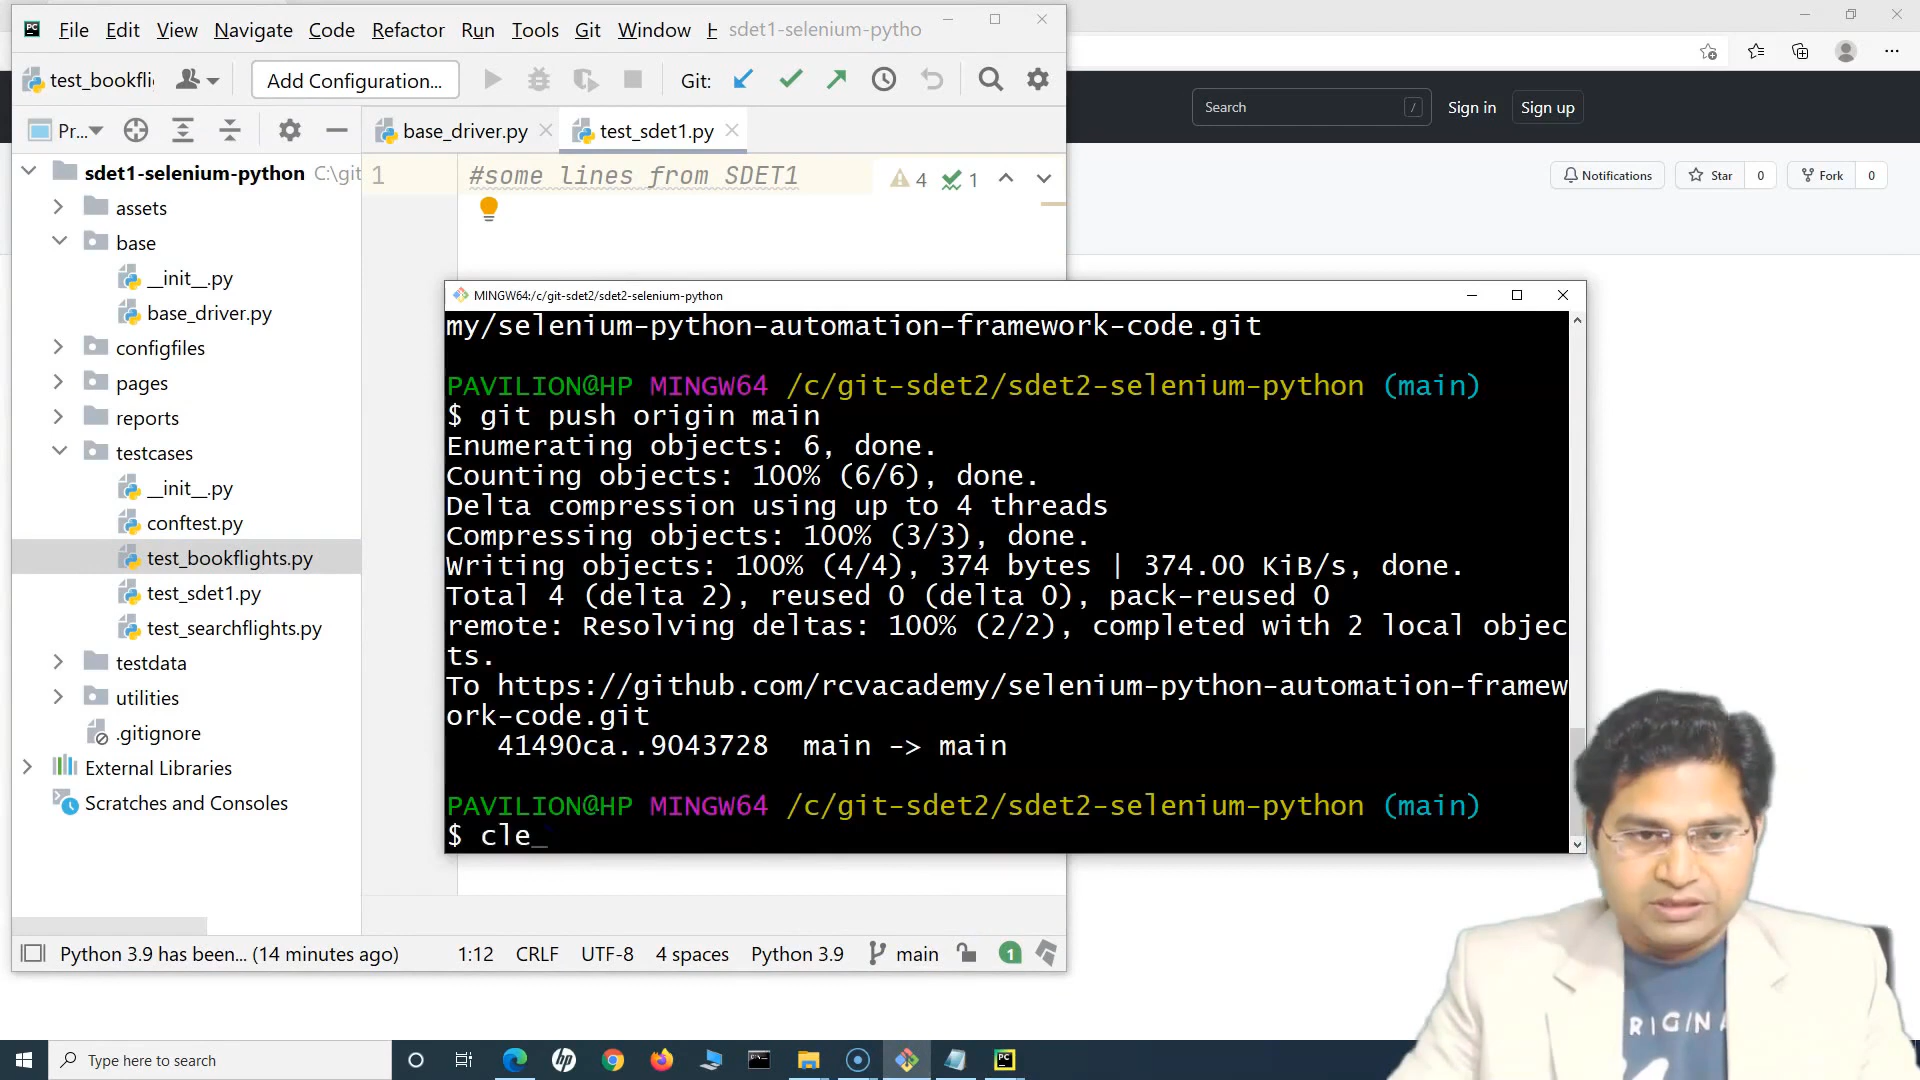 File Edit View Navigate Code Refactor Run Tools Git Window H sdet1-selenium-pytho
test_bookfli Add Configuration... Git:
Search / Sign in Sign up
Pr... base_driver.py test_sdet1.py
sdet1-selenium-python C:\git
1 #some lines from SDET1 4 1
Notifications Star 0 Fork 0
assets
base
__init__.py
base_driver.py
configfiles
pages
reports
testcases
__init__.py
conftest.py
test_bookflights.py
test_sdet1.py
test_searchflights.py
testdata
utilities
.gitignore
External Libraries
Scratches and Consoles
MINGW64:/c/git-sdet2/sdet2-selenium-python
my/selenium-python-automation-framework-code.git
PAVILION@HP MINGW64 /c/git-sdet2/sdet2-selenium-python (main)
$ git push origin main
Enumerating objects: 6, done.
Counting objects: 100% (6/6), done.
Delta compression using up to 4 threads
Compressing objects: 100% (3/3), done.
Writing objects: 100% (4/4), 374 bytes | 374.00 KiB/s, done.
Total 4 (delta 2), reused 0 (delta 0), pack-reused 0
remote: Resolving deltas: 100% (2/2), completed with 2 local objec
ts.
To https://github.com/rcvacademy/selenium-python-automation-framew
ork-code.git
41490ca..9043728 main -> main
PAVILION@HP MINGW64 /c/git-sdet2/sdet2-selenium-python (main)
$ cle_
Python 3.9 has been... (14 minutes ago) 1:12 CRLF UTF-8 4 spaces Python 3.9 main 1
ORIGINA
Type here to search
hp
PC